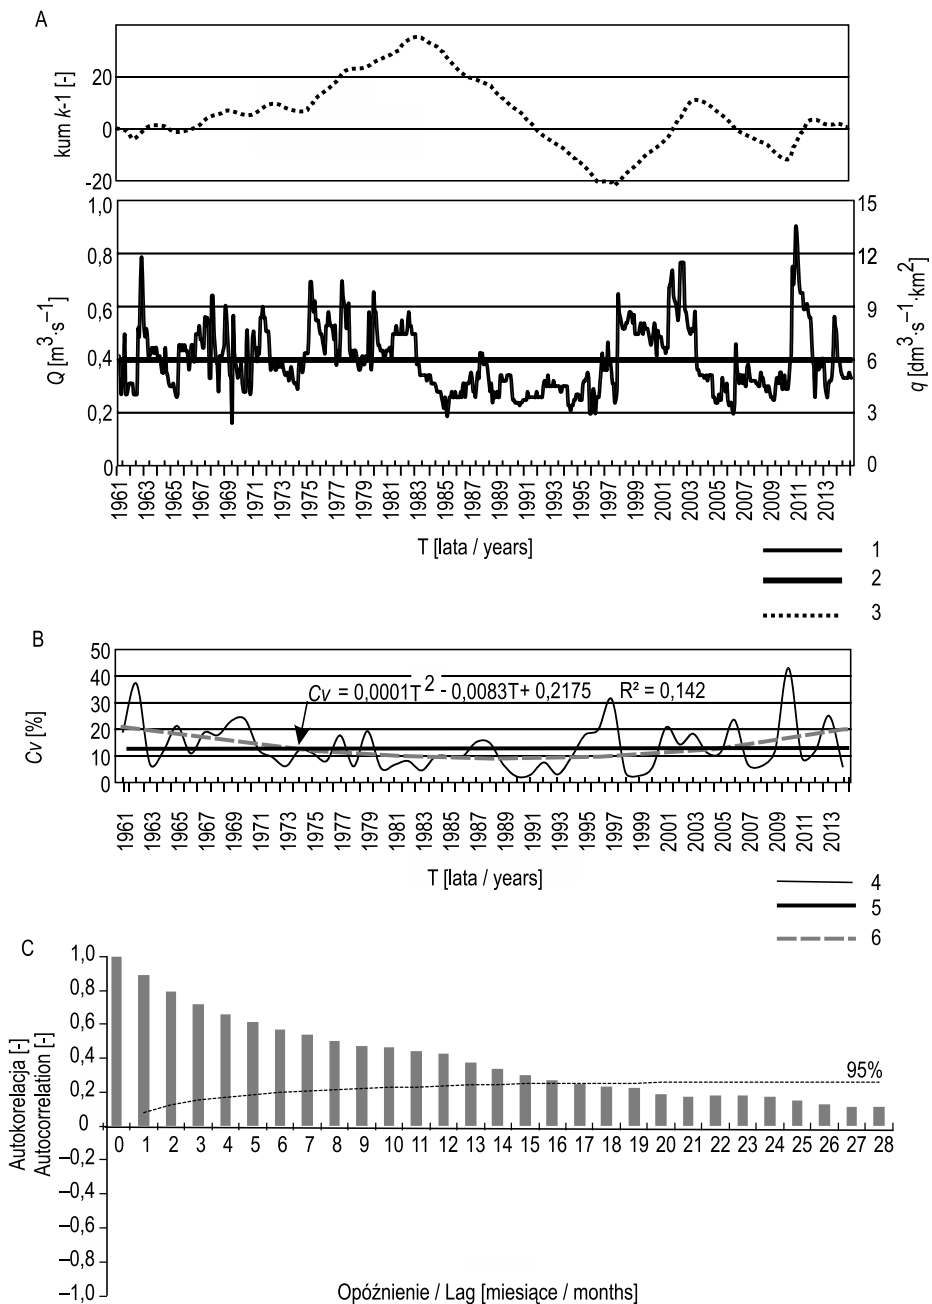 A
kum k-1 [-]
20
0
-20
Q [m³·s⁻¹]
1,0
0,8
0,6
0,4
0,2
0
q [dm³·s⁻¹·km²]
15
12
9
6
3
0
1961 1963 1965 1967 1969 1971 1973 1975 1977 1979 1981 1983 1985 1987 1989 1991 1993 1995 1997 1999 2001 2003 2005 2007 2009 2011 2013
T [lata / years]
1
2
3
B
Cv [%]
50
40
30
20
10
0
Cv = 0,0001T² - 0,0083T + 0,2175 R² = 0,142
1961 1963 1965 1967 1969 1971 1973 1975 1977 1979 1981 1983 1985 1987 1989 1991 1993 1995 1997 1999 2001 2003 2005 2007 2009 2011 2013
T [lata / years]
4
5
6
C
Autokorelacja [-]
Autocorrelation [-]
1,0
0,8
0,6
0,4
0,2
0
–0,2
–0,4
–0,6
–0,8
–1,0
95%
0 1 2 3 4 5 6 7 8 9 10 11 12 13 14 15 16 17 18 19 20 21 22 23 24 25 26 27 28
Opóźnienie / Lag [miesiące / months]